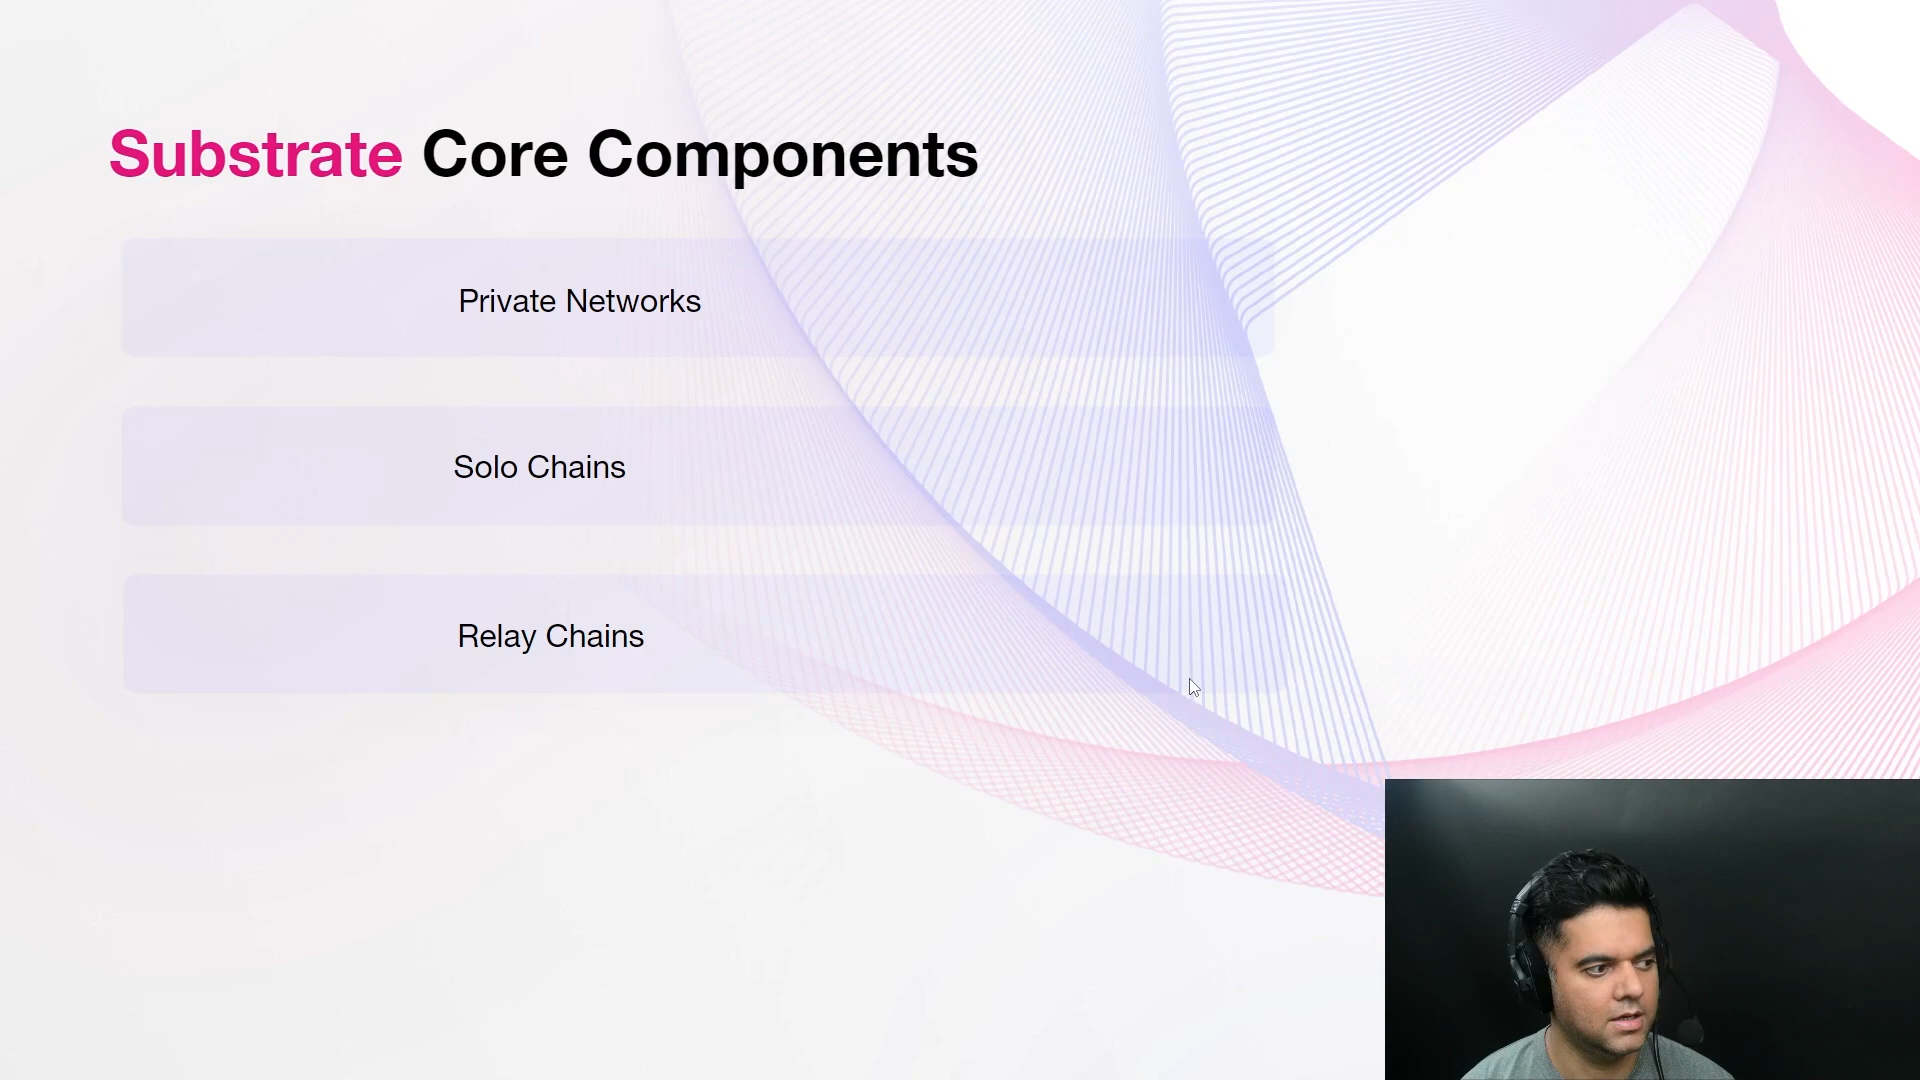 Substrate Core Components
Private Networks
Solo Chains
Relay Chains